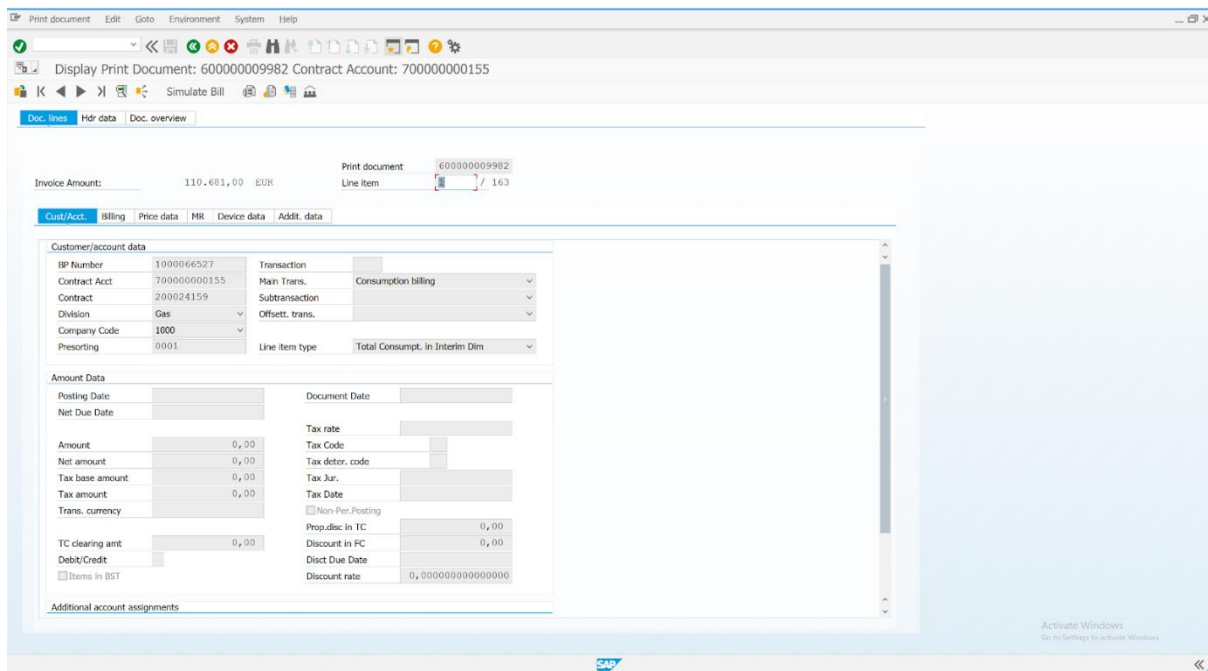 Print document Edit Goto Environment System Help
Display Print Document: 600000009982 Contract Account: 700000000155
Simulate Bill
Doc. lines Hdr data Doc. overview
Print document 600000009982
Invoice Amount: 110.681,00 EUR Line item 1 / 163
Cust/Acct. Billing Price data MR Device data Addit. data
Customer/account data
BP Number 1000066527 Transaction
Contract Acct 700000000155 Main Trans. Consumption billing
Contract 200024159 Subtransaction
Division Gas Offsett. trans.
Company Code 1000
Presorting 0001 Line item type Total Consumpt. in Interim Dim
Amount Data
Posting Date Document Date
Net Due Date
Tax rate
Amount 0,00 Tax Code
Net amount 0,00 Tax deter. code
Tax base amount 0,00 Tax Jur.
Tax amount 0,00 Tax Date
Trans. currency Non-Per.Posting
Prop.disc in TC 0,00
TC clearing amt 0,00 Discount in FC 0,00
Debit/Credit Disct Due Date
Items in BST Discount rate 0,000000000000000
Additional account assignments
Activate Windows
Go to Settings to activate Windows.
SAP